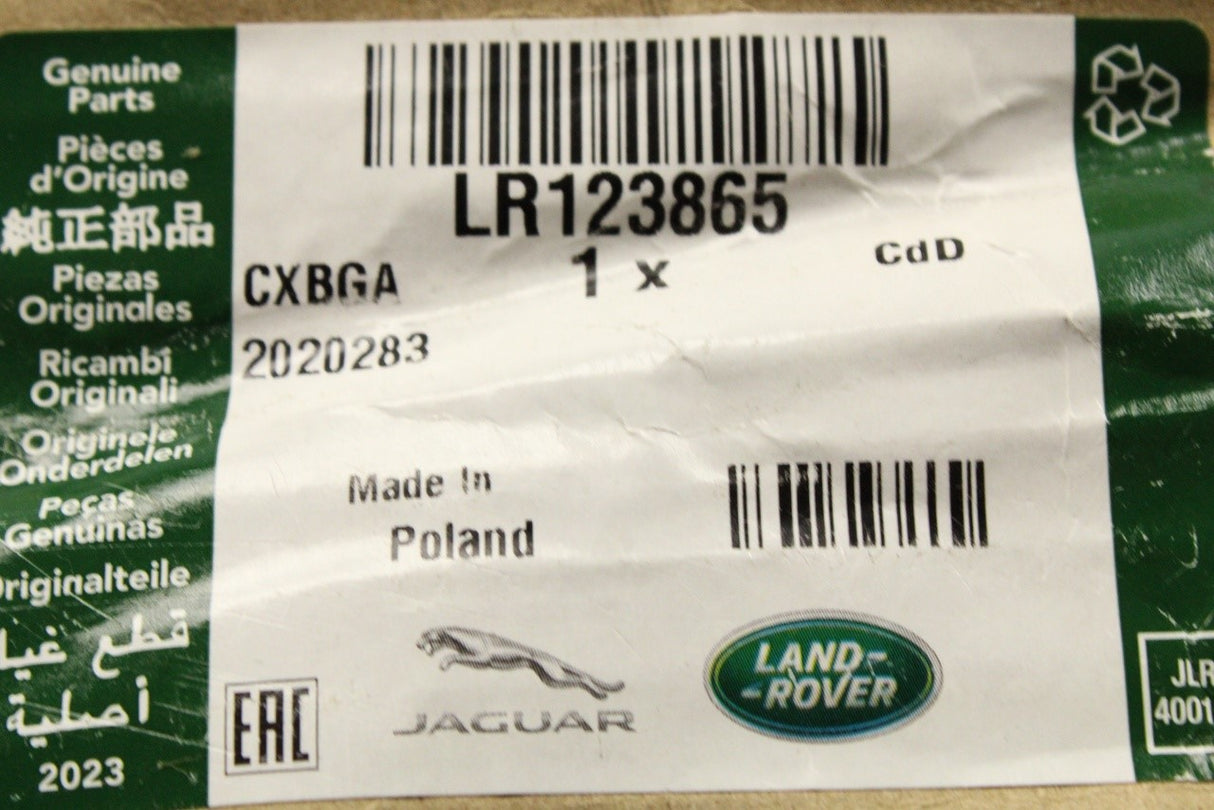 Genuine
Parts
Pièces
d'Origine
純正部品
Piezas
Originales
Ricambi
Originali
Originele
Onderdelen
Peças
Genuinas
Originalteile
قطع غيار
أصلية
2023
LR123865
1 x
CdD
CXBGA
2020283
Made In
Poland
EAC
JAGUAR
LAND-
-ROVER
JLR
4001